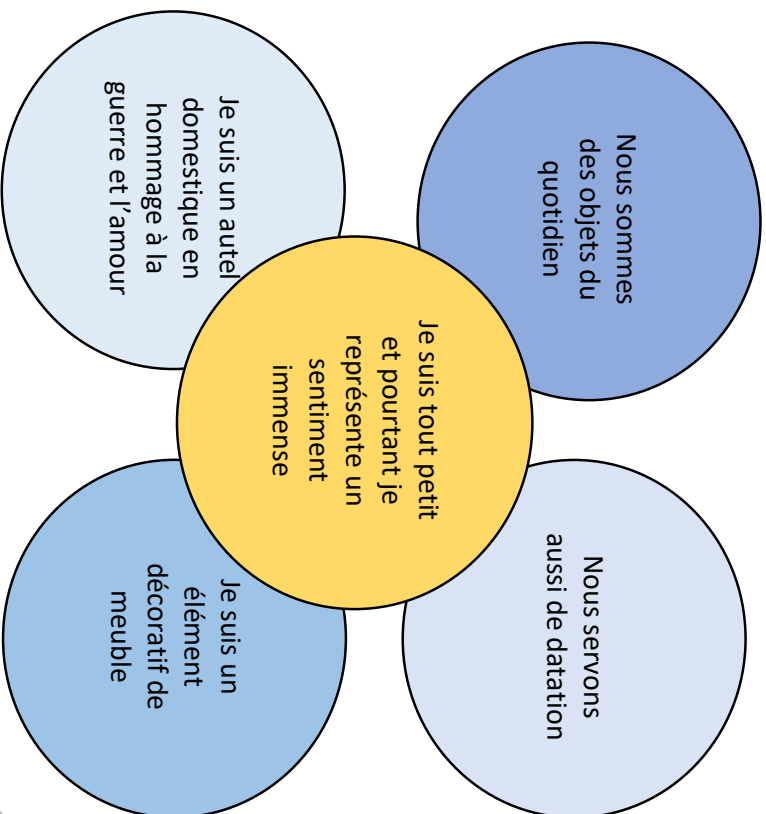 Nous sommes
des objets du
quotidien
Nous servons
aussi de datation
Je suis tout petit
et pourtant je
représente un
sentiment
immense
Je suis un autel
domestique en
hommage à la
guerre et l’amour
Je suis un
élément
décoratif de
meuble